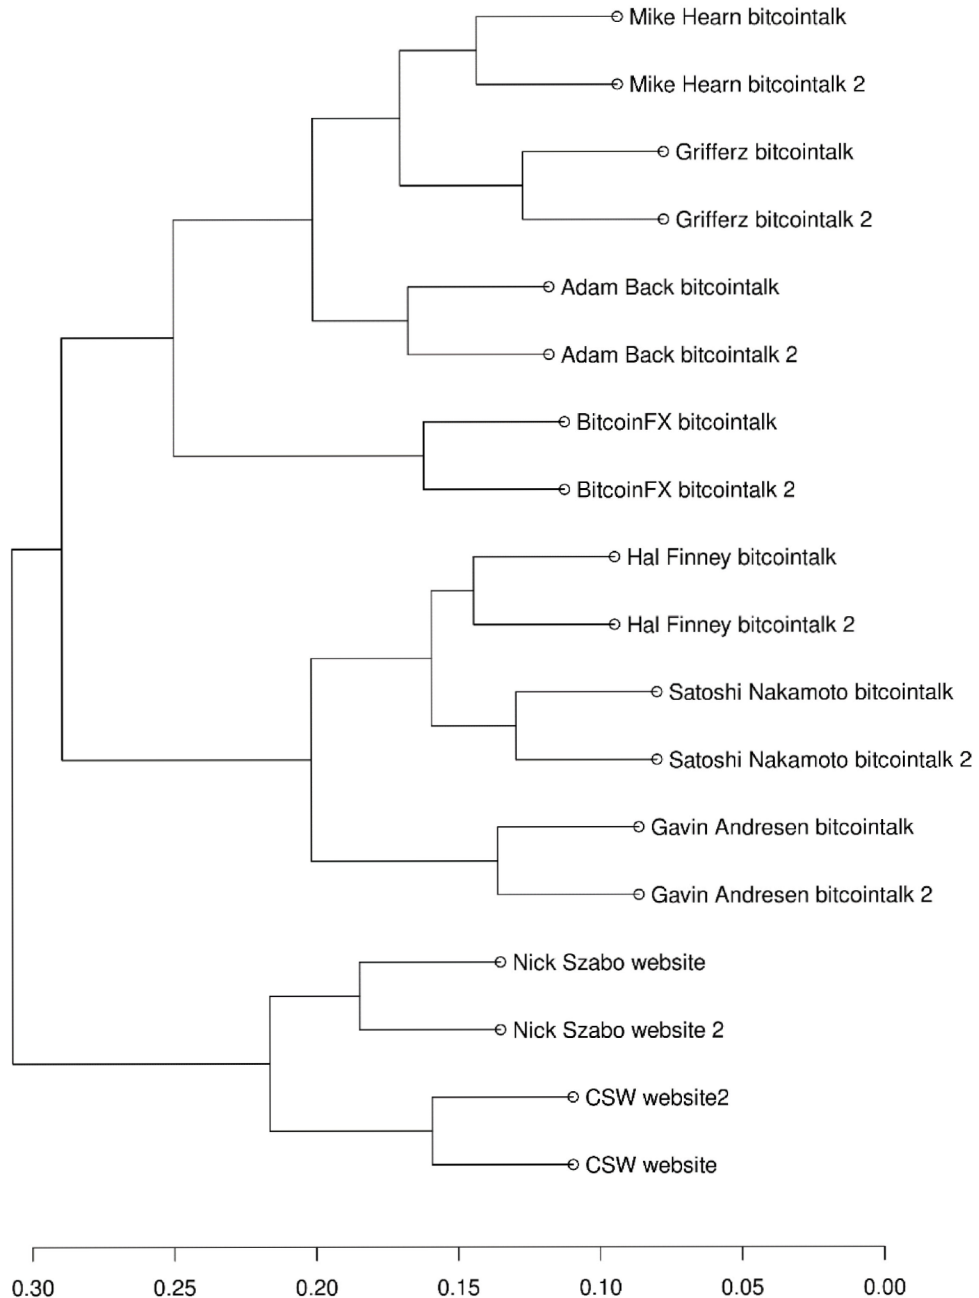 Mike Hearn bitcointalk
Mike Hearn bitcointalk 2
Grifferz bitcointalk
Grifferz bitcointalk 2
Adam Back bitcointalk
Adam Back bitcointalk 2
BitcoinFX bitcointalk
BitcoinFX bitcointalk 2
Hal Finney bitcointalk
Hal Finney bitcointalk 2
Satoshi Nakamoto bitcointalk
Satoshi Nakamoto bitcointalk 2
Gavin Andresen bitcointalk
Gavin Andresen bitcointalk 2
Nick Szabo website
Nick Szabo website 2
CSW website2
CSW website
0.30 0.25 0.20 0.15 0.10 0.05 0.00